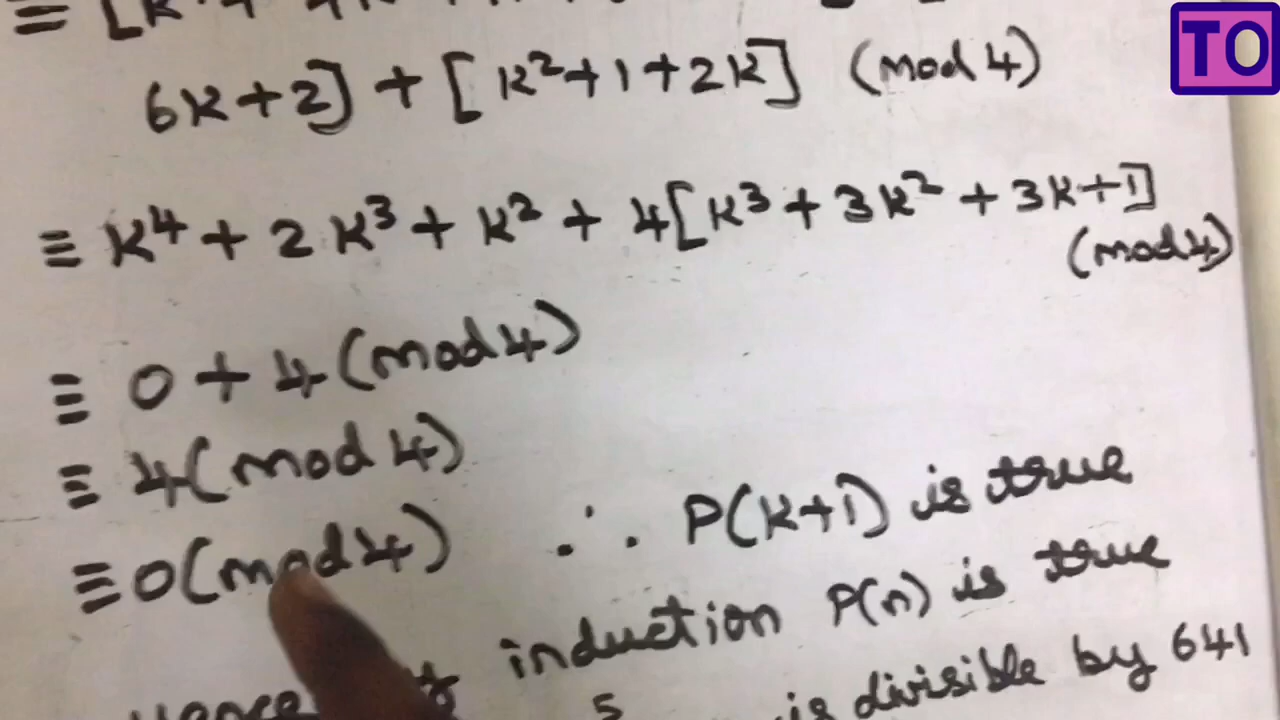 TO
6k+2] + [k²+1+2k] (mod 4)
≡ k⁴ + 2k³ + k² + 4[k³ + 3k² + 3k+1]
(mod 4)
≡ 0 + 4 (mod 4)
≡ 4 (mod 4)
≡ 0 (mod 4) ∴ P(k+1) is true
Hence induction P(n) is true
5 is divisible by 641